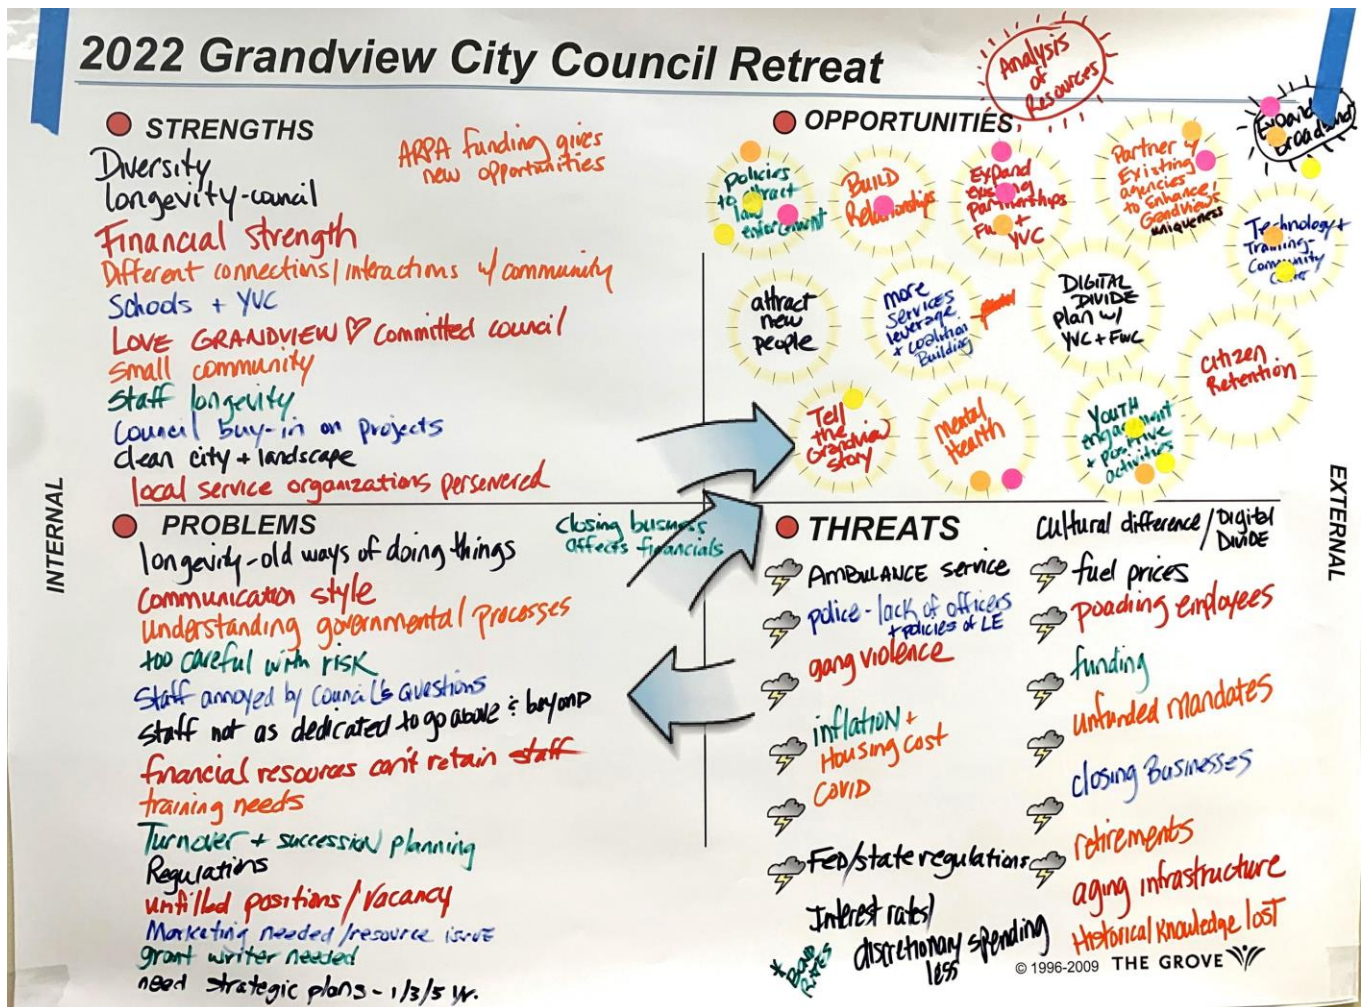 2022 Grandview City Council Retreat
Analysis
of
Resources
STRENGTHS
ARPA funding gives
new opportunities
Diversity
longevity-council
Financial Strength
Different connections/interactions w/ community
Schools + YVC
LOVE GRANDVIEW ♡ Committed council
Small community
Staff longevity
Council buy-in on projects
clean city + landscape
local service organizations persevered
OPPORTUNITIES
policies
to attract
law
enforcement
BUILD
Relationships
Expand
existing
partnerships
+
YVC
Partner w/
Existing
agencies
to Enhance
Grandview's
uniqueness
Expand
broadband
Technology +
Training-
Community
attract
new
people
more
services
leverage
+ coalition
Building
DIGITAL
DIVIDE
plan w/
YVC + FWC
citizen
Retention
Tell
the
Grandview
story
mental
Health
YOUTH
engagement
+ positive
activities
INTERNAL
EXTERNAL
PROBLEMS
closing business
affects financials
longevity-old ways of doing things
communication style
understanding governmental processes
too careful with risk
Staff annoyed by Council's questions
staff not as dedicated to go above & beyond
financial resources can't retain staff
training needs
Turnover + succession planning
Regulations
unfilled positions/vacancy
Marketing needed/resource issue
grant writer needed
need strategic plans - 1/3/5 yr.
THREATS
AMBULANCE service
police - lack of officers
+ policies of LE
gang violence
inflation +
Housing cost
COVID
FED/state regulations
Interest rates/
discretionary spending
less
* BOND
RATES
Cultural difference/Digital
DIVIDE
fuel prices
poaching employees
funding
unfunded mandates
closing Businesses
retirements
aging infrastructure
Historical Knowledge lost
© 1996-2009 THE GROVE